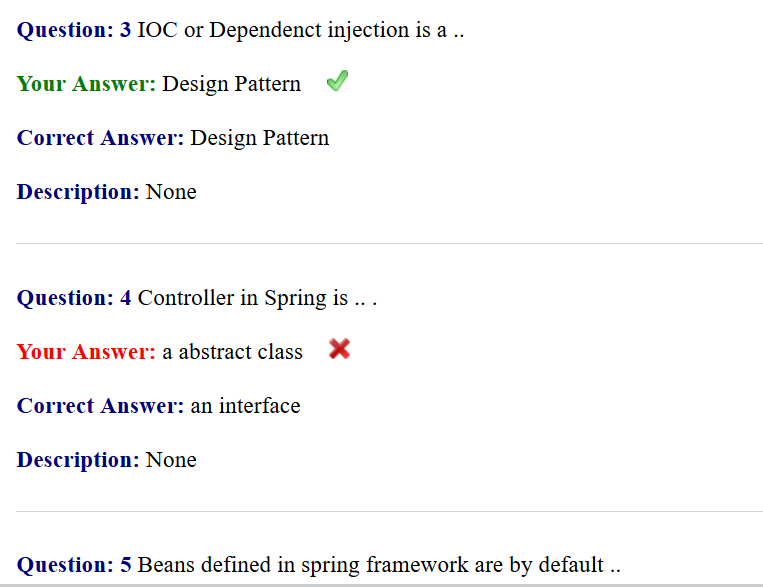 Question: 3 IOC or Dependenct injection is a ..
Your Answer: Design Pattern
Correct Answer: Design Pattern
Description: None
Question: 4 Controller in Spring is .. .
Your Answer: a abstract class
Correct Answer: an interface
Description: None
Question: 5 Beans defined in spring framework are by default ..